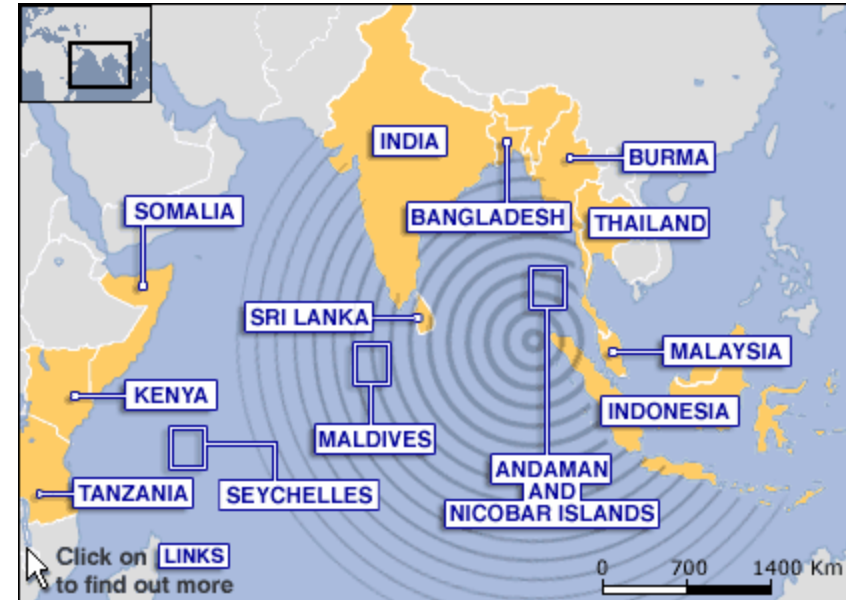 INDIA
BURMA
SOMALIA
BANGLADESH
THAILAND
SRI LANKA
MALAYSIA
KENYA
INDONESIA
MALDIVES
ANDAMAN
AND
NICOBAR ISLANDS
TANZANIA
SEYCHELLES
Click on LINKS
to find out more
0 700 1400 Km